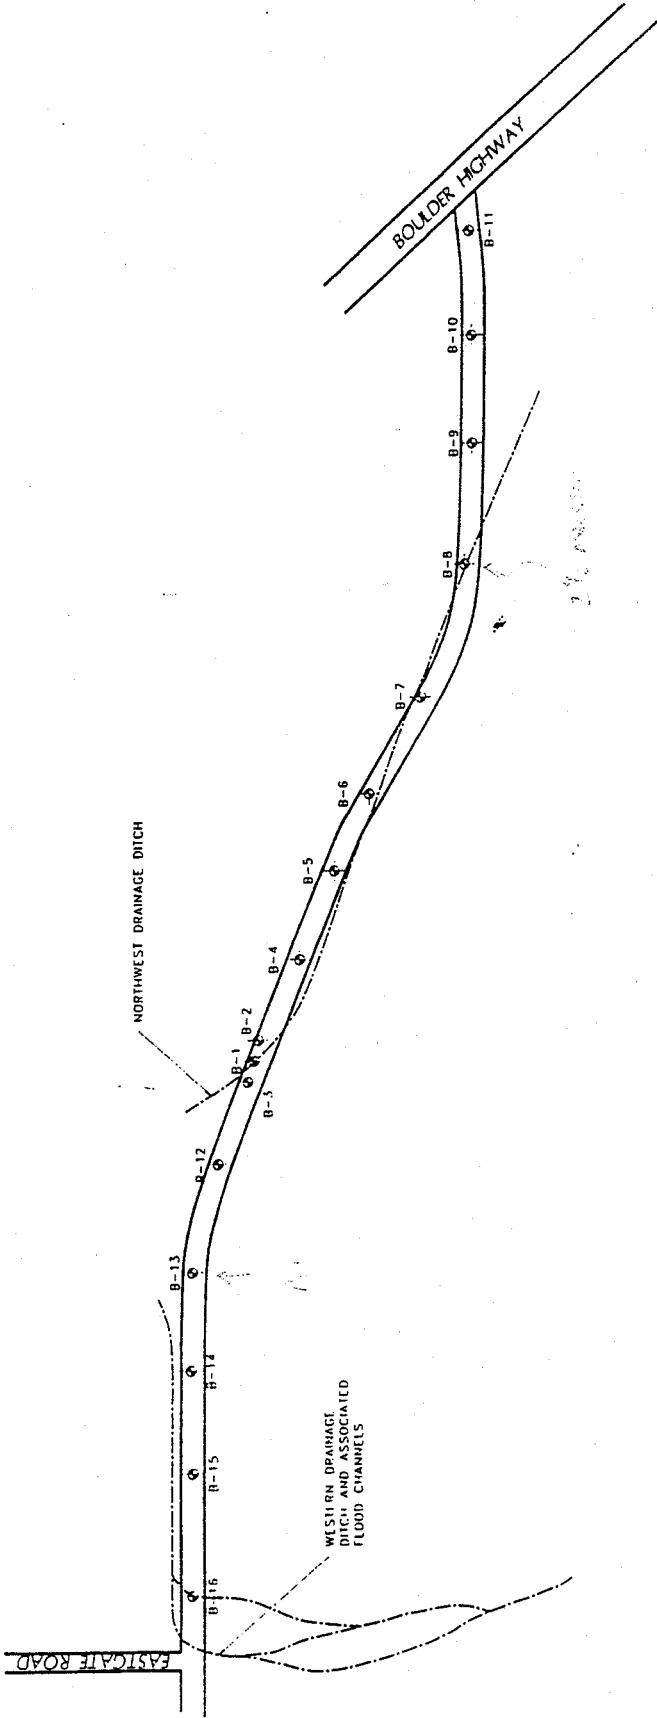 BOULDER HIGHWAY
B-11
B-10
B-9
B-8
B-7
B-6
B-5
B-4
B-2
B-1
B-3
NORTHWEST DRAINAGE DITCH
B-12
B-13
B-14
B-15
B-16
WESTERN DRAINAGE
DITCH AND ASSOCIATED
FLOOD CHANNELS
EASTGATE ROAD